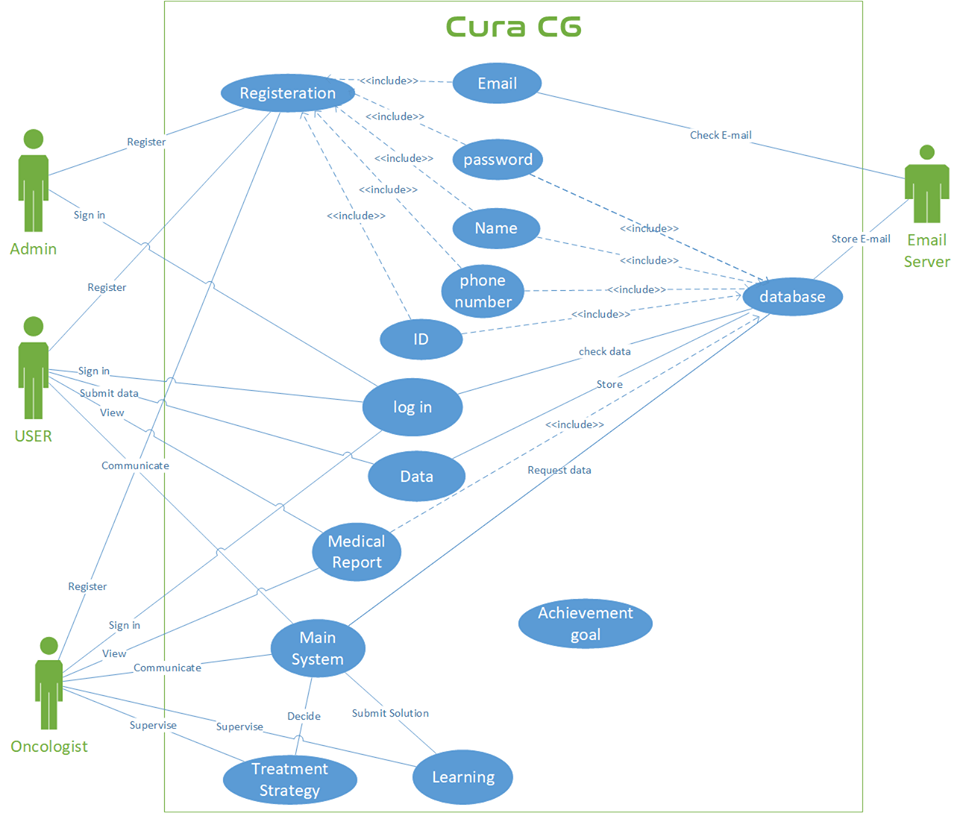 Cura CG
Registeration
<<include>>
Email
<<include>>
Check E-mail
Register
password
<<include>>
<<include>>
Name
<<include>>
Sign in
Admin
<<include>>
Store E-mail
Email
Server
<<include>>
phone
number
Register
<<include>>
database
<<include>>
ID
check data
Sign in
Store
Submit data
View
log in
USER
<<include>>
Communicate
Request data
Data
Medical
Report
Register
Achievement
goal
Sign in
Main
System
View
Communicate
Decide
Submit Solution
Supervise
Supervise
Oncologist
Treatment
Strategy
Learning